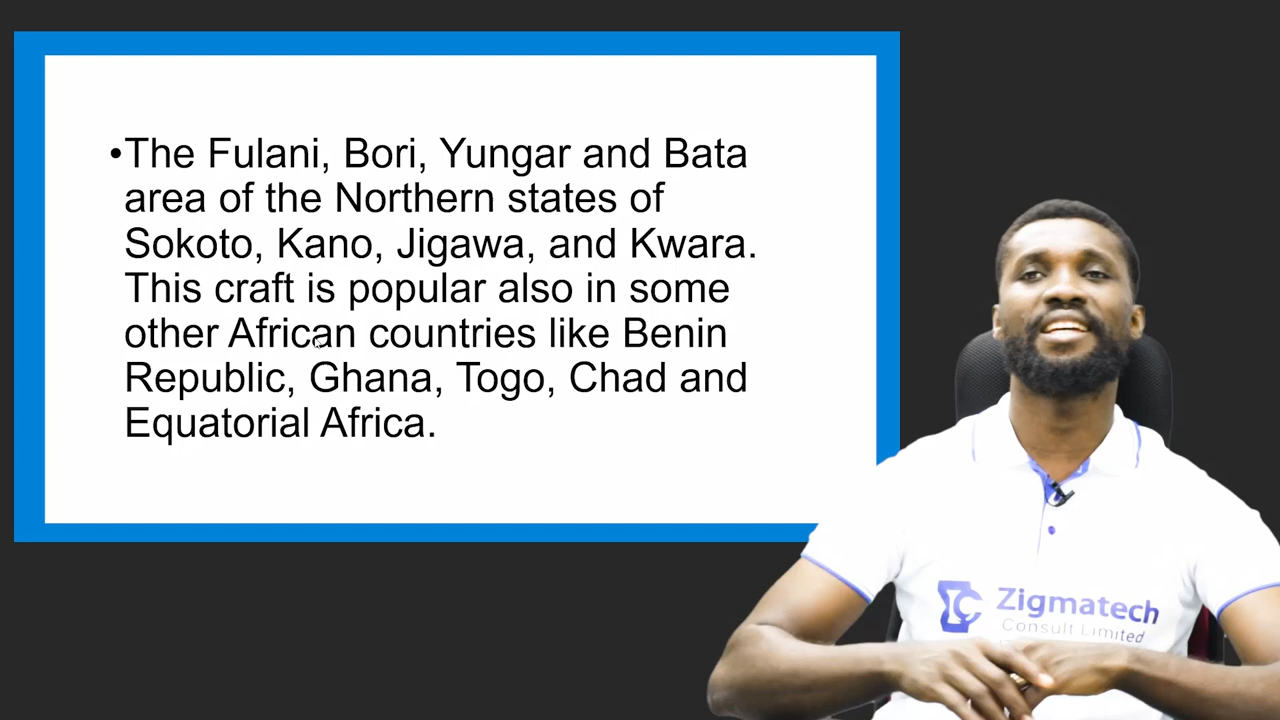 •The Fulani, Bori, Yungar and Bata
area of the Northern states of
Sokoto, Kano, Jigawa, and Kwara.
This craft is popular also in some
other African countries like Benin
Republic, Ghana, Togo, Chad and
Equatorial Africa.
Zigmatech
Consult Limited